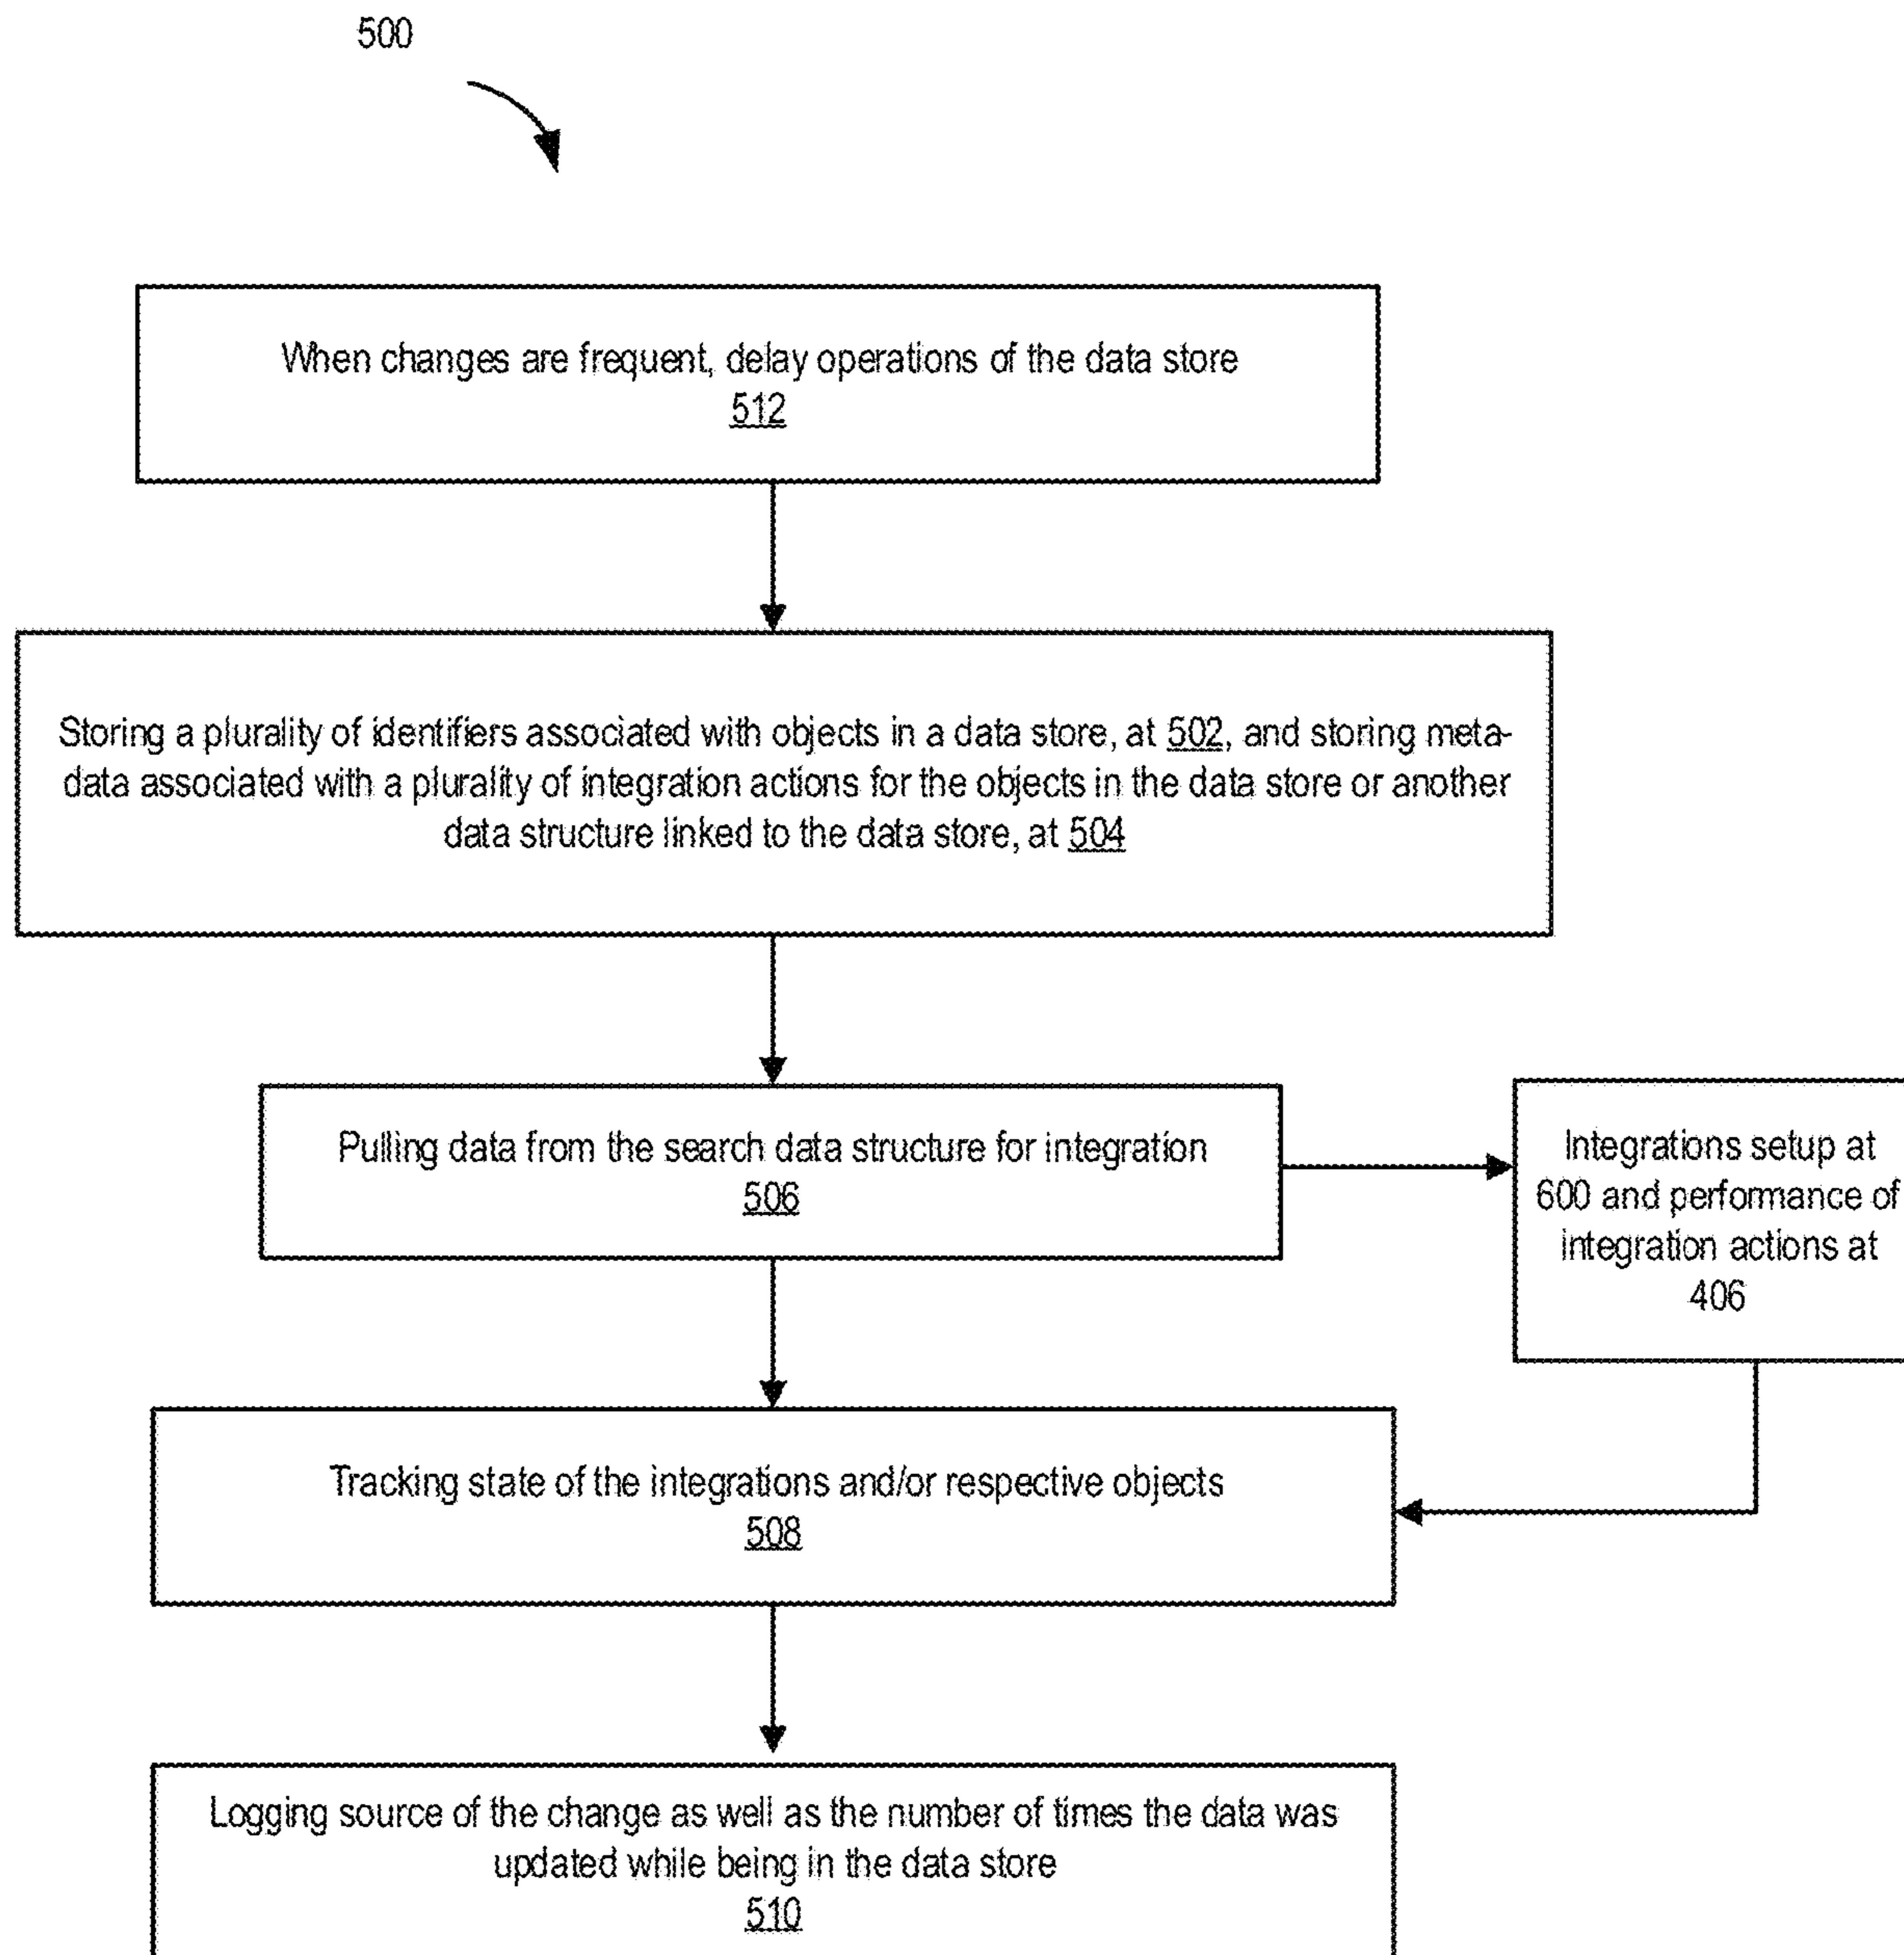 500
When changes are frequent, delay operations of the data store
512
Storing a plurality of identifiers associated with objects in a data store, at 502, and storing meta-
data associated with a plurality of integration actions for the objects in the data store or another
data structure linked to the data store, at 504
Pulling data from the search data structure for integration
506
Integrations setup at
600 and performance of
integration actions at
406
Tracking state of the integrations and/or respective objects
508
Logging source of the change as well as the number of times the data was
updated while being in the data store
510